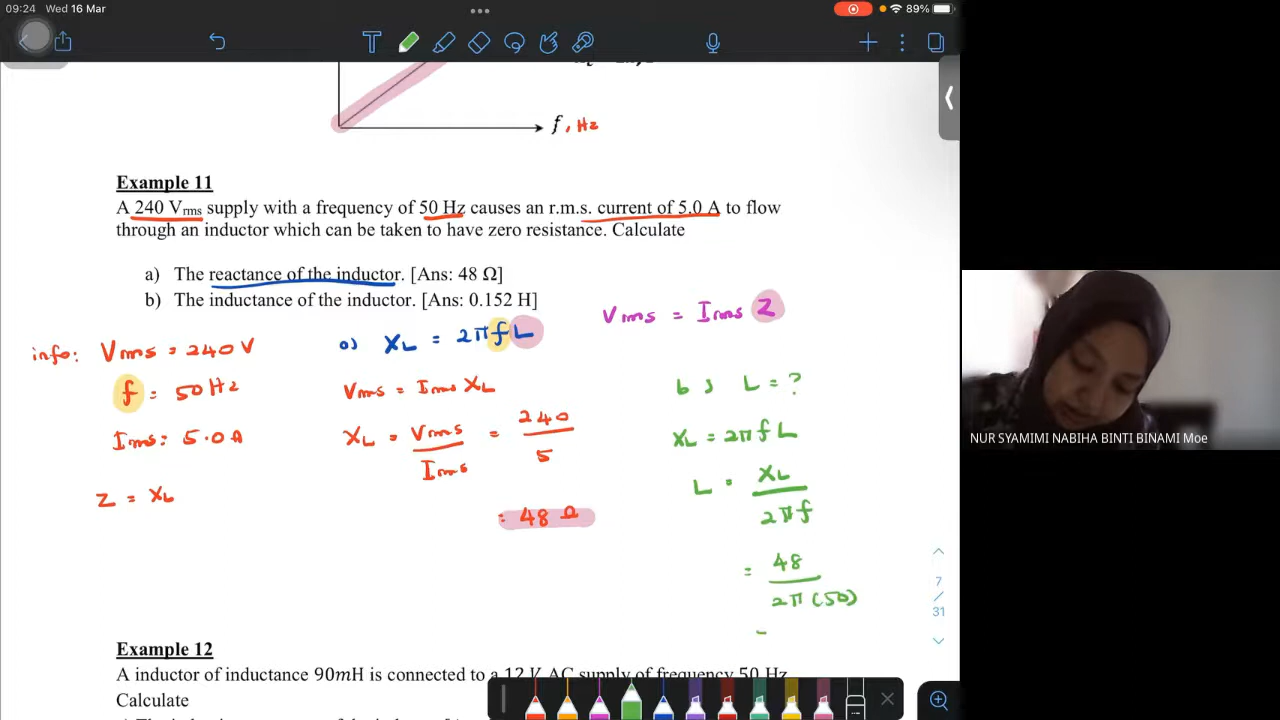 09:24 Wed 16 Mar
89%
f, Hz
Example 11
A 240 Vrms supply with a frequency of 50 Hz causes an r.m.s. current of 5.0 A to flow
through an inductor which can be taken to have zero resistance. Calculate
a) The reactance of the inductor. [Ans: 48 Ω]
b) The inductance of the inductor. [Ans: 0.152 H]
Vrms = Irms Z
info: Vrms = 240 V
f = 50 Hz
Irms = 5.0 A
Z = XL
a) XL = 2πfL
Vrms = Irms XL
XL = Vrms / Irms = 240 / 5
= 48 Ω
b) L = ?
XL = 2πfL
L = XL / 2πf
= 48 / 2π(50)
7
/
31
Example 12
A inductor of inductance 90mH is connected to a 12 V AC supply of frequency 50 Hz.
Calculate
NUR SYAMIMI NABIHA BINTI BINAMI Moe